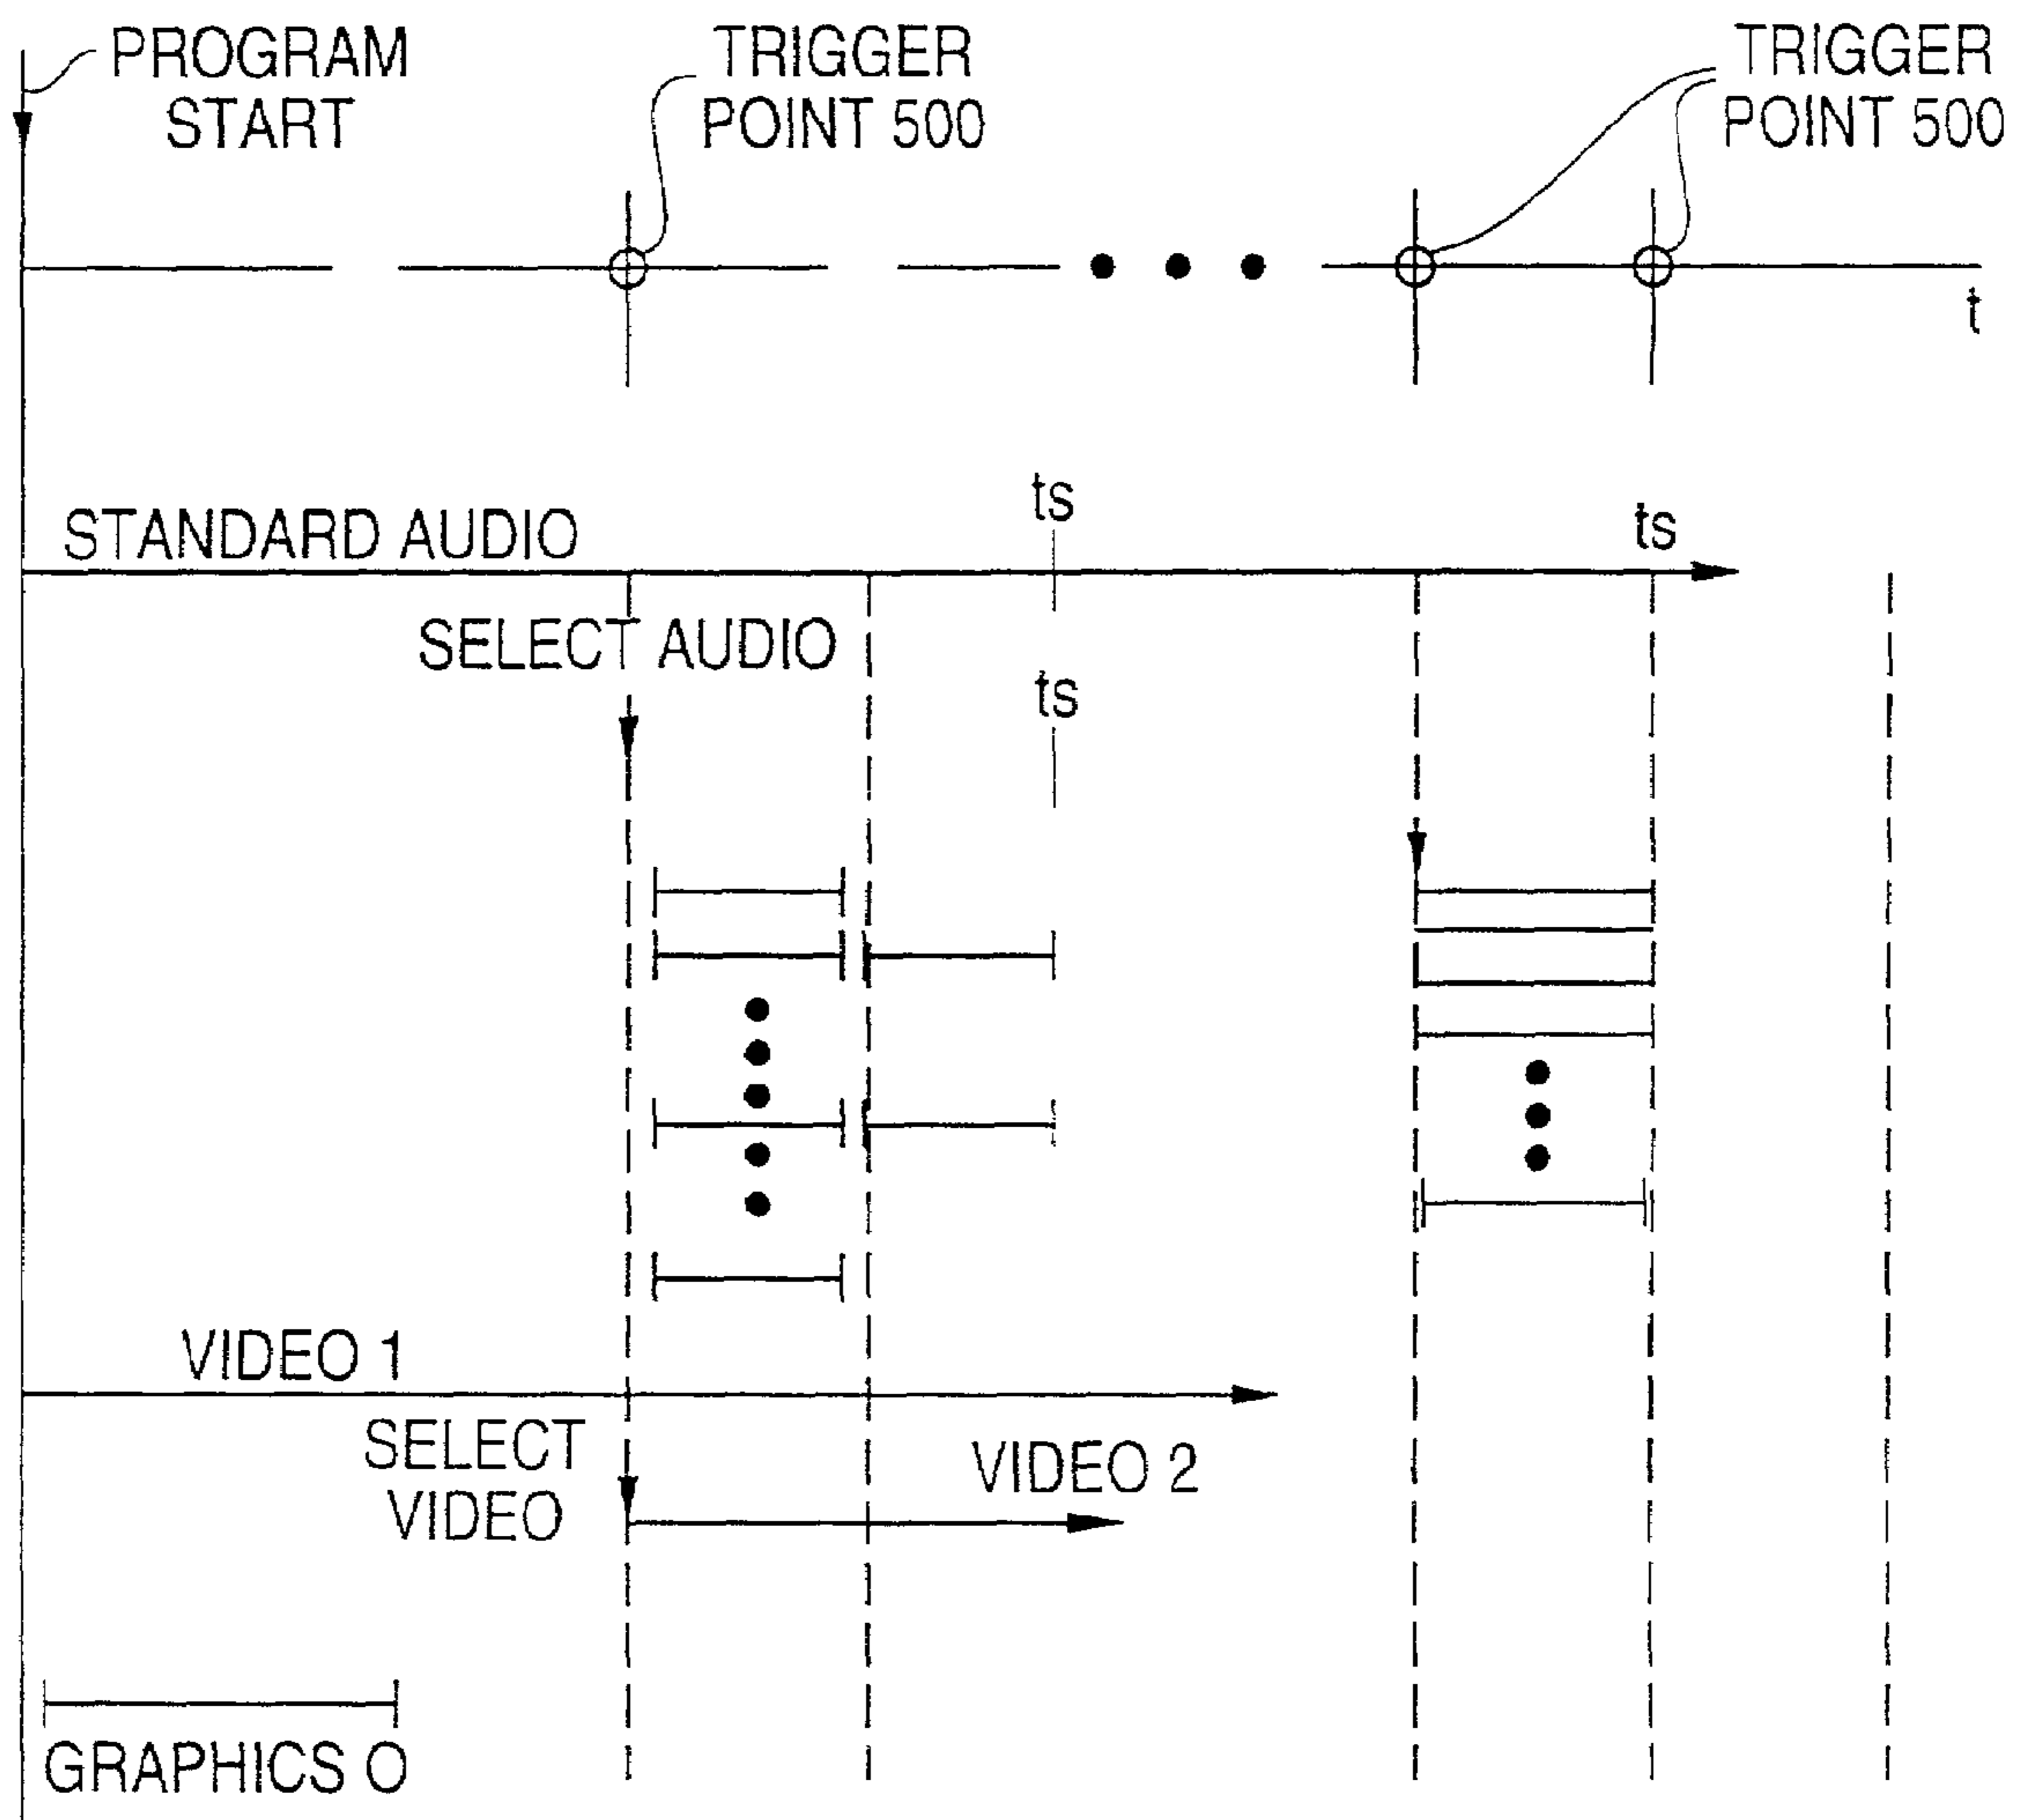 PROGRAM
START
TRIGGER
POINT 500
TRIGGER
POINT 500
t
ts
ts
STANDARD AUDIO
SELECT AUDIO
ts
VIDEO 1
SELECT
VIDEO
VIDEO 2
GRAPHICS O